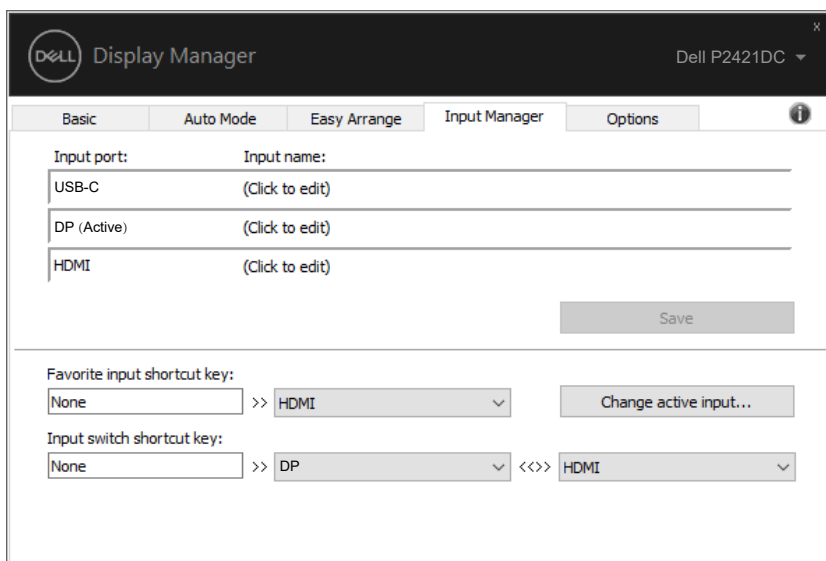 x
DELL Display Manager Dell P2421DC
Basic Auto Mode Easy Arrange Input Manager Options i
Input port: Input name:
USB-C (Click to edit)
DP (Active) (Click to edit)
HDMI (Click to edit)
Save
Favorite input shortcut key:
None >> HDMI Change active input...
Input switch shortcut key:
None >> DP <<>> HDMI